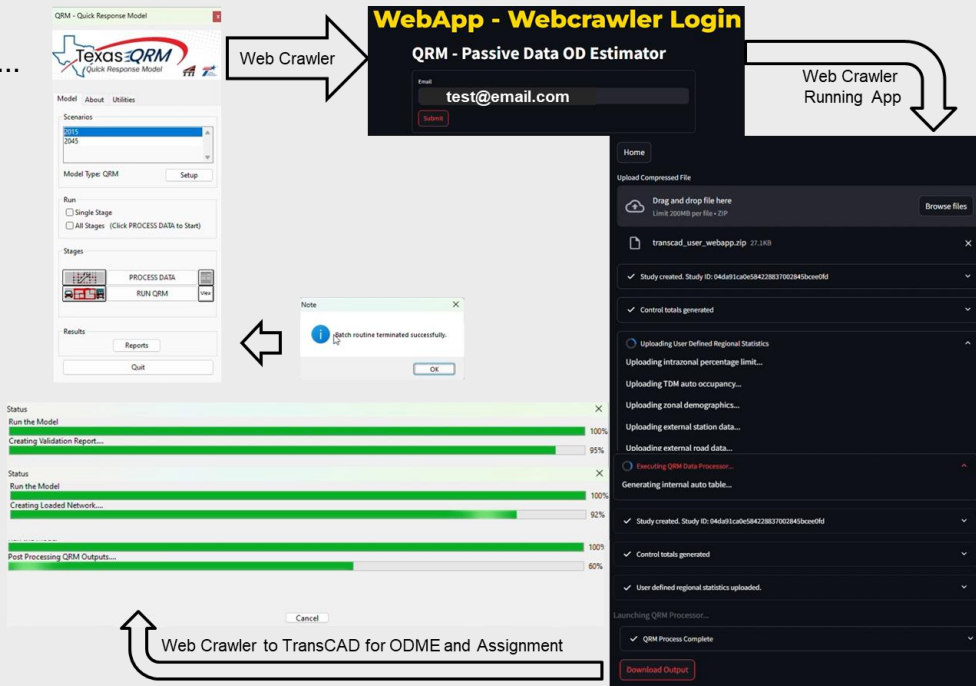 ...
QRM - Quick Response Model
x
Texas QRM
Quick Response Model
Model About Utilities
Scenarios
2015
2045
Model Type: QRM
Setup
Run
Single Stage
All Stages (Click PROCESS DATA to Start)
Stages
PROCESS DATA
RUN QRM
View
Results
Reports
Quit
Web Crawler
WebApp - Webcrawler Login
QRM - Passive Data OD Estimator
Email
test@email.com
Submit
Web Crawler
Running App
Home
Upload Compressed File
Drag and drop file here
Limit 200MB per file • ZIP
Browse files
transcad_user_webapp.zip 27.1KB
Study created. Study ID: 04da91ca0e584228837002845bcee0fd
Control totals generated
Uploading User Defined Regional Statistics
Uploading intrazonal percentage limit...
Uploading TDM auto occupancy...
Uploading zonal demographics...
Uploading external station data...
Uploading external road data...
Executing QRM Data Processor...
Generating internal auto table...
Study created. Study ID: 04da91ca0e584228837002845bcee0fd
Control totals generated
User defined regional statistics uploaded.
Launching QRM Processor...
QRM Process Complete
Download Output
Note
Batch routine terminated successfully.
OK
Status
Run the Model
100%
Creating Validation Report....
95%
Status
Run the Model
100%
Creating Loaded Network....
92%
100%
Post Processing QRM Outputs....
60%
Cancel
Web Crawler to TransCAD for ODME and Assignment